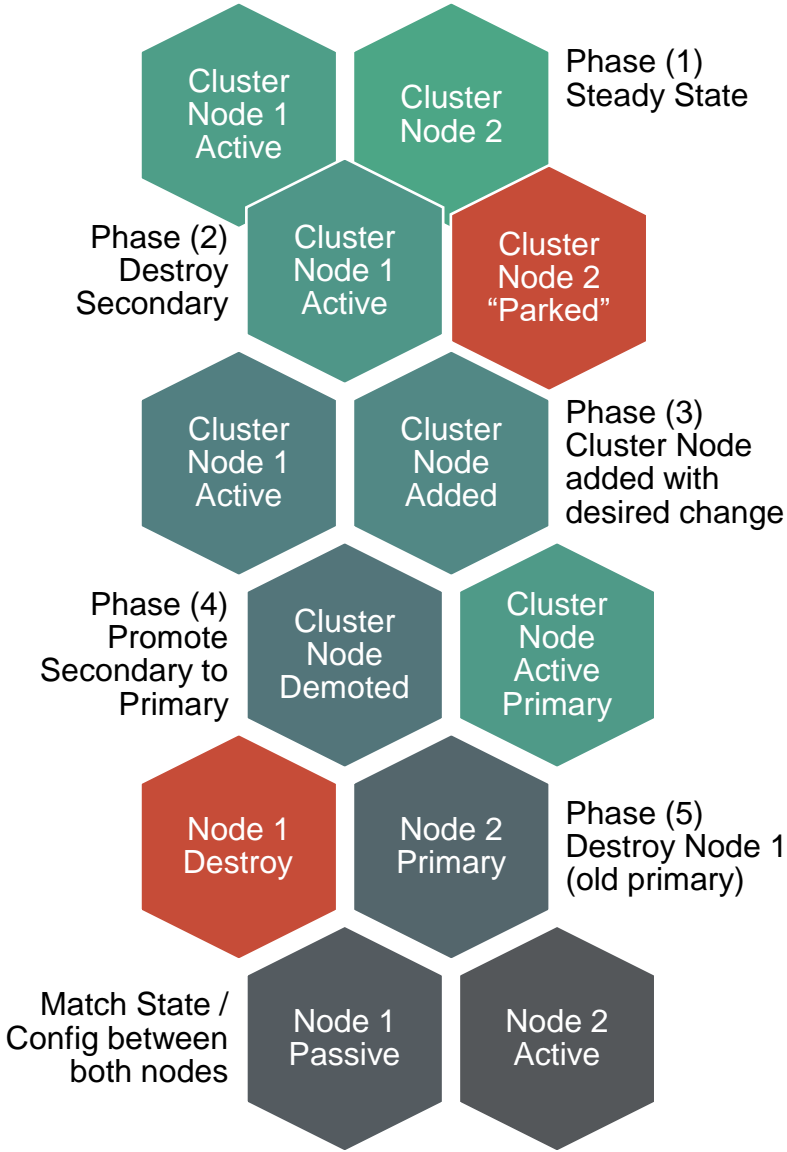 Cluster
Node 1
Active
Cluster
Node 2
Phase (1)
Steady State
Phase (2)
Destroy
Secondary
Cluster
Node 1
Active
Cluster
Node 2
“Parked”
Cluster
Node 1
Active
Cluster
Node
Added
Phase (3)
Cluster Node
added with
desired change
Phase (4)
Promote
Secondary to
Primary
Cluster
Node
Demoted
Cluster
Node
Active
Primary
Node 1
Destroy
Node 2
Primary
Phase (5)
Destroy Node 1
(old primary)
Match State /
Config between
both nodes
Node 1
Passive
Node 2
Active